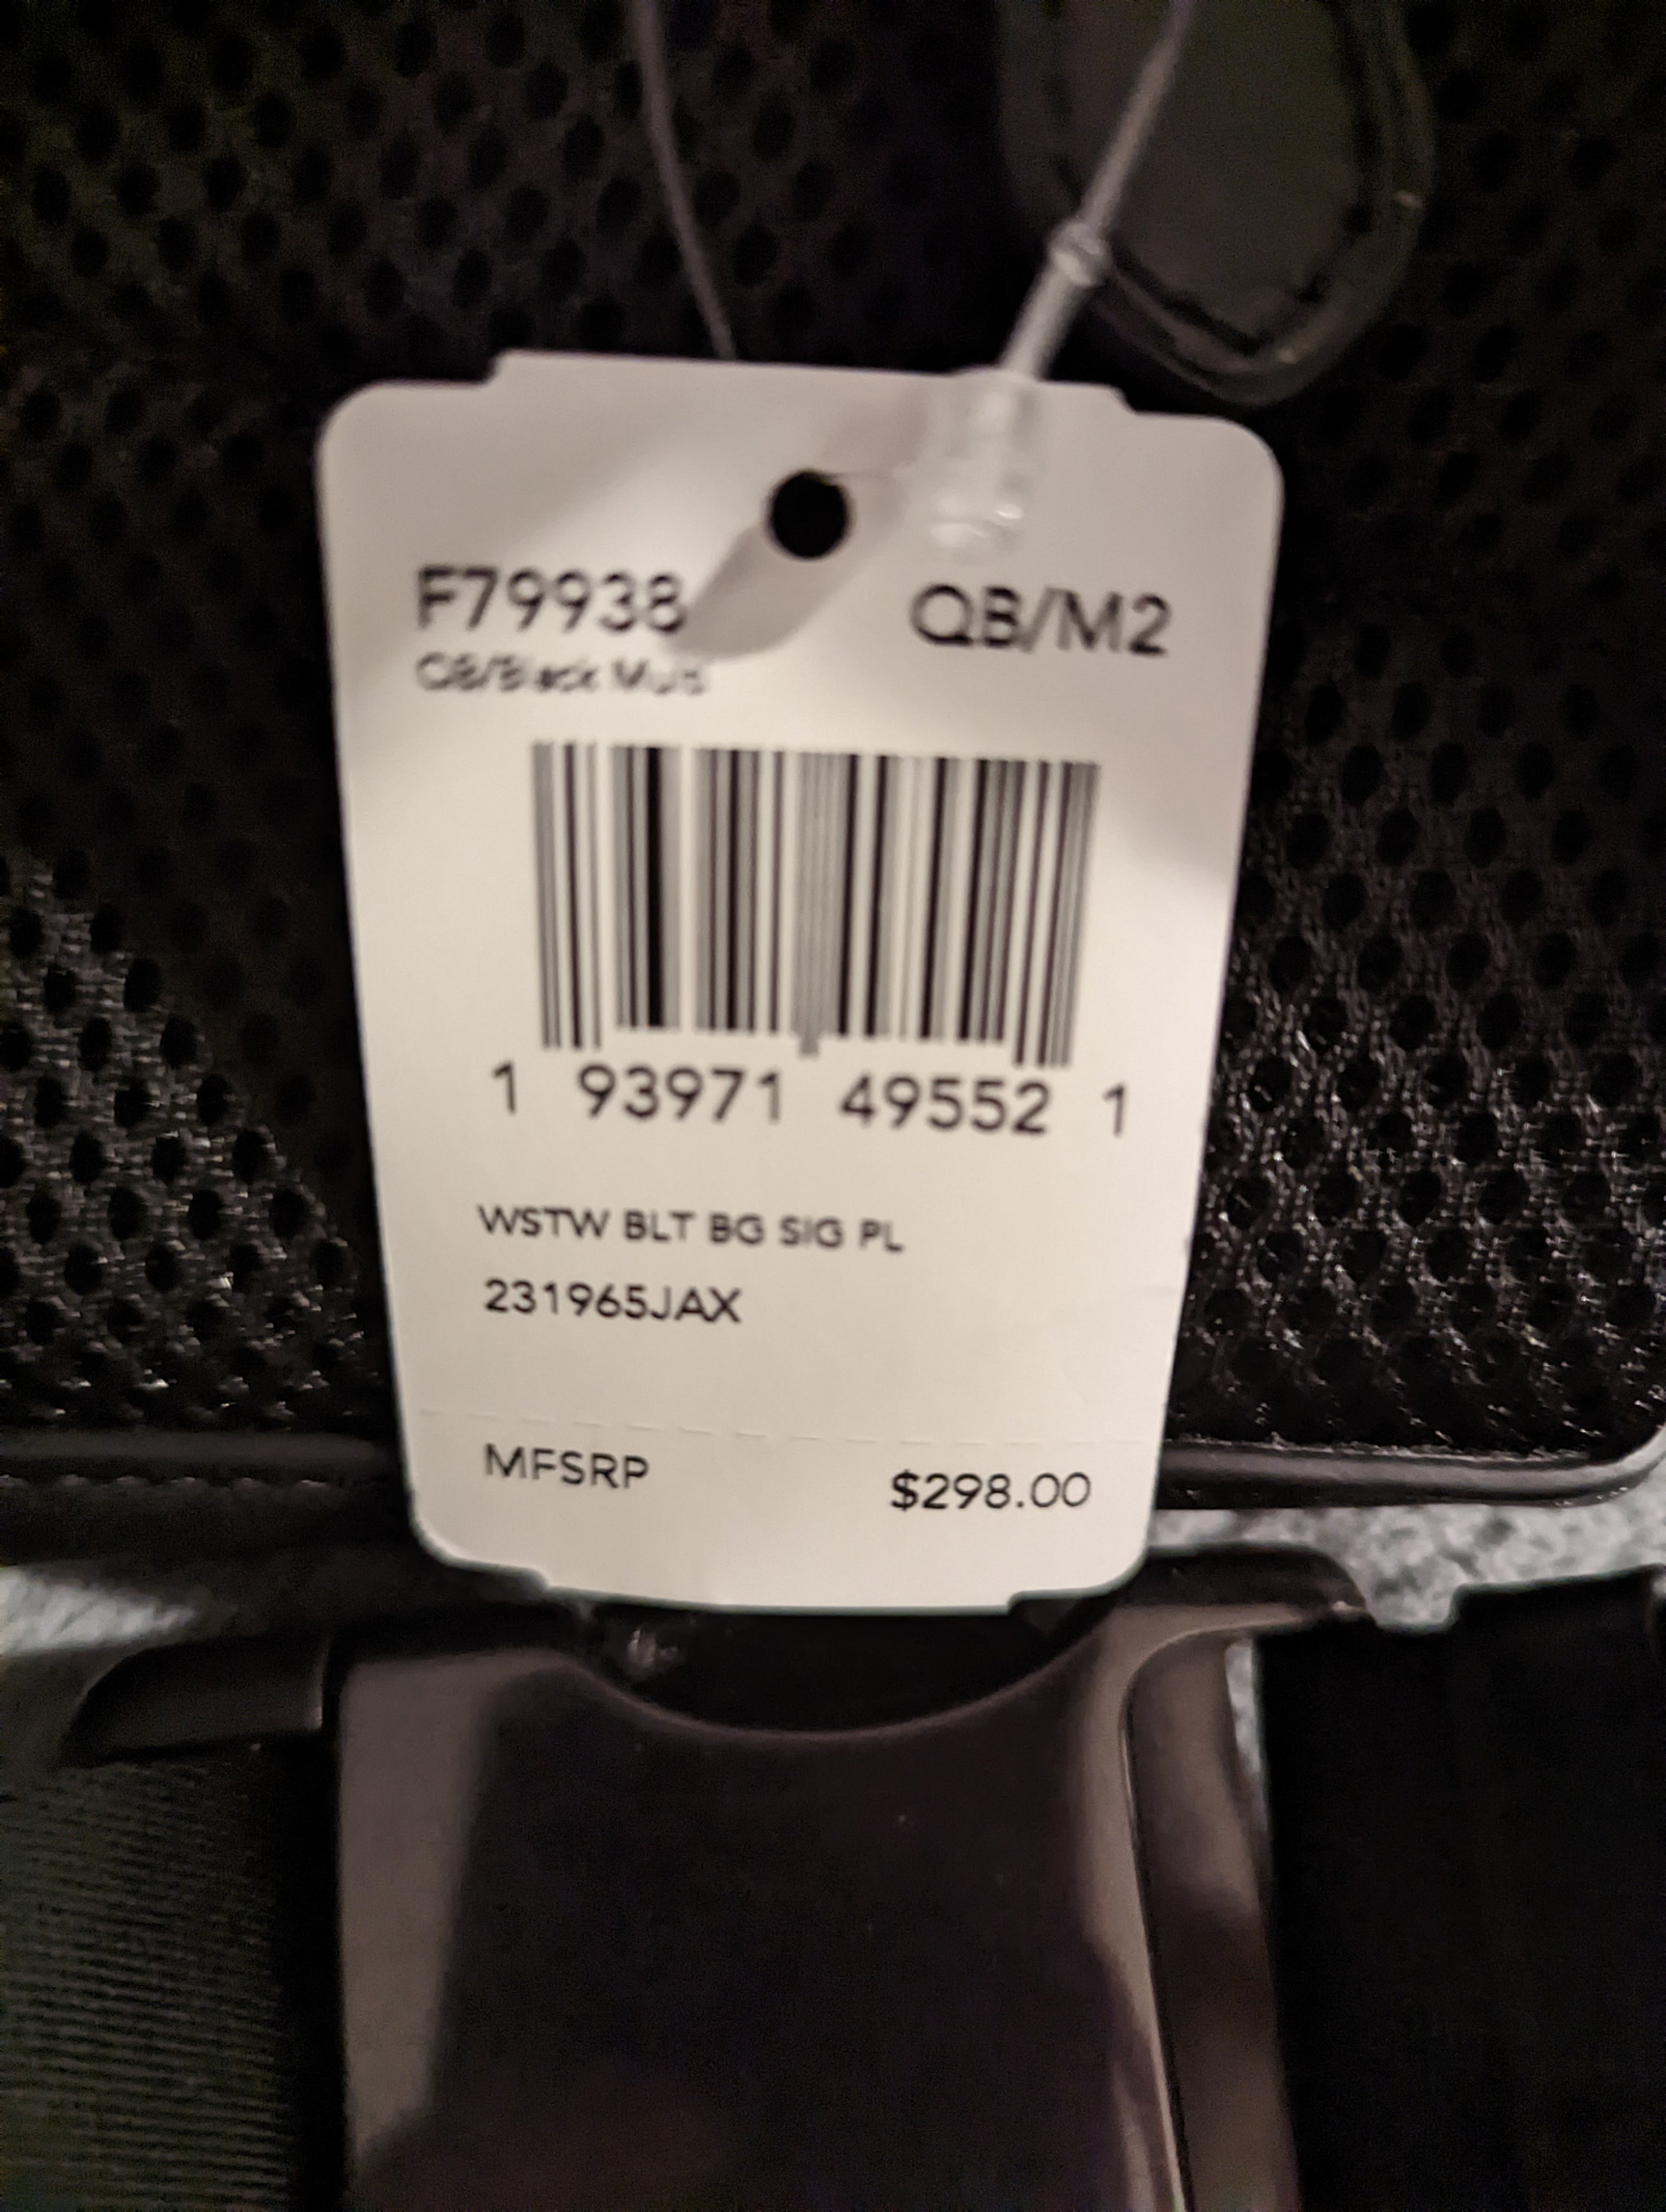 F79938 QB/M2
QB/Black Multi
1 93971 49552 1
WSTW BLT BG SIG PL
231965JAX
MFSRP $298.00